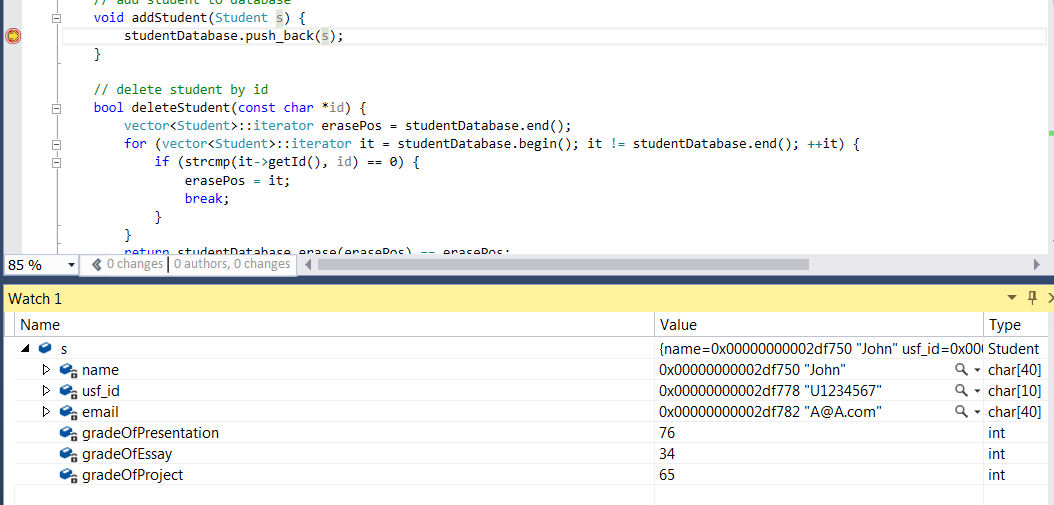 // add student to database
void addStudent(Student s) {
studentDatabase.push_back(s);
}
// delete student by id
bool deleteStudent(const char *id) {
vector<Student>::iterator erasePos = studentDatabase.end();
for (vector<Student>::iterator it = studentDatabase.begin(); it != studentDatabase.end(); ++it) {
if (strcmp(it->getId(), id) == 0) {
erasePos = it;
break;
}
}
return studentDatabase.erase(erasePos) == erasePos;
85 % 0 changes | 0 authors, 0 changes
Watch 1
Name Value Type
s {name=0x00000000002df750 "John" usf_id=0x000 Student
name 0x00000000002df750 "John" char[40]
usf_id 0x00000000002df778 "U1234567" char[10]
email 0x00000000002df782 "A@A.com" char[40]
gradeOfPresentation 76 int
gradeOfEssay 34 int
gradeOfProject 65 int